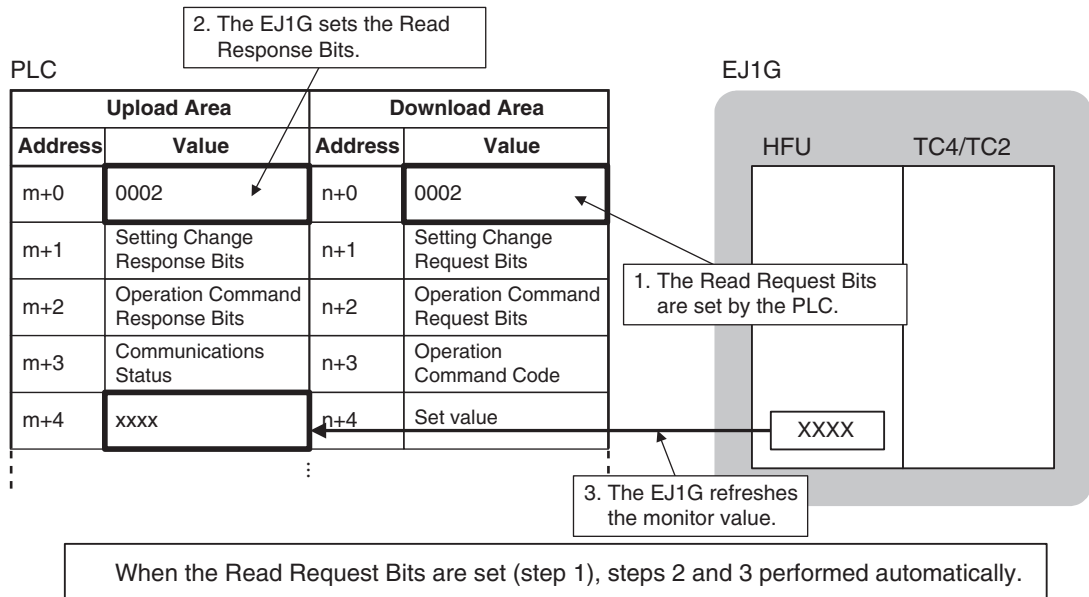 2. The EJ1G sets the Read
Response Bits.
PLC
EJ1G
Upload Area Download Area
Address Value Address Value
HFU TC4/TC2
m+0 0002 n+0 0002
m+1 Setting Change Response Bits n+1 Setting Change Request Bits
1. The Read Request Bits
are set by the PLC.
m+2 Operation Command Response Bits n+2 Operation Command Request Bits
m+3 Communications Status n+3 Operation Command Code
m+4 xxxx n+4 Set value
XXXX
3. The EJ1G refreshes
the monitor value.
When the Read Request Bits are set (step 1), steps 2 and 3 performed automatically.